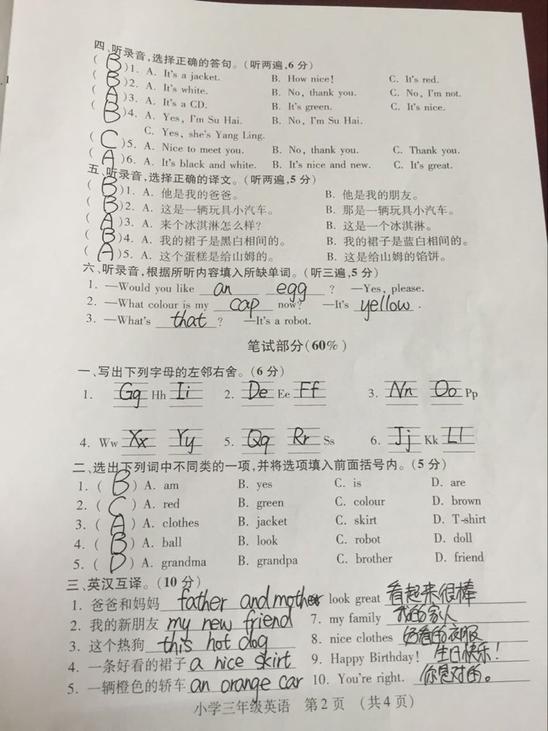 四、听录音,选择正确的答句。(听两遍,6 分)
( B )1. A. It's a jacket. B. How nice! C. It's red.
( B )2. A. It's white. B. No, thank you. C. No, I'm not.
( A )3. A. It's a CD. B. It's green. C. It's nice.
( B )4. A. Yes, I'm Su Hai. B. No, I'm Su Hai.
C. Yes, she's Yang Ling.
( C )5. A. Nice to meet you. B. No, thank you. C. Thank you.
( A )6. A. It's black and white. B. It's nice and new. C. It's great.
五、听录音,选择正确的译文。(听两遍,5 分)
( B )1. A. 他是我的爸爸。 B. 他是我的朋友。
( B )2. A. 这是一辆玩具小汽车。 B. 那是一辆玩具小汽车。
( A )3. A. 来个冰淇淋怎么样? B. 这是一个冰淇淋。
( B )4. A. 我的裙子是黑白相间的。 B. 我的裙子是蓝白相间的。
( A )5. A. 这个蛋糕是给山姆的。 B. 这是给山姆的馅饼。
六、听录音,根据所听内容填入所缺单词。(听三遍,5 分)
1. —Would you like an egg ? —Yes, please.
2. —What colour is my cap now? —It's yellow .
3. —What's that ? —It's a robot.
笔试部分(60%)
一、写出下列字母的左邻右舍。(6 分)
1. Gg Hh Ii 2. De Ee Ff 3. Nn Oo Pp
4. Ww Xx Yy 5. Qq Rr Ss 6. Jj Kk Ll
二、选出下列词中不同类的一项,并将选项填入前面括号内。(5 分)
1. ( B ) A. am B. yes C. is D. are
2. ( C ) A. red B. green C. colour D. brown
3. ( A ) A. clothes B. jacket C. skirt D. T-shirt
4. ( B ) A. ball B. look C. robot D. doll
5. ( D ) A. grandma B. grandpa C. brother D. friend
三、英汉互译。(10 分)
1. 爸爸和妈妈 father and mother 6. look great 看起来很棒
2. 我的新朋友 my new friend 7. my family 我的家人
3. 这个热狗 this hot dog 8. nice clothes 好看的衣服
4. 一条好看的裙子 a nice skirt 9. Happy Birthday! 生日快乐!
5. 一辆橙色的轿车 an orange car 10. You're right. 你是对的。
小学三年级英语 第 2 页 (共 4 页)